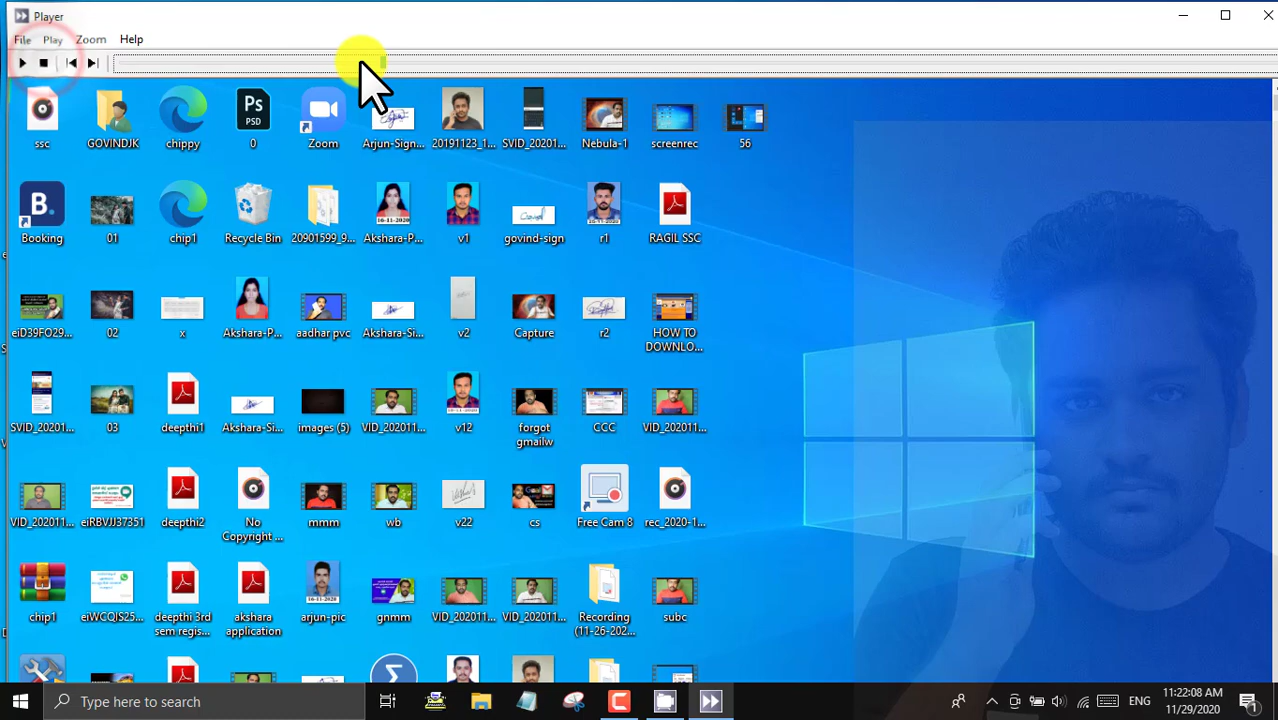 Player
File Play Zoom Help
ssc GOVINDJK chippy 0 Zoom Arjun-Sign... 20191123_1... SVID_20201... Nebula-1 screenrec 56
Booking 01 chip1 Recycle Bin 20901599_9... Akshara-P... v1 govind-sign r1 RAGIL SSC
eiD39FO29... 02 x Akshara-P... aadhar pvc Akshara-Si... v2 Capture r2 HOW TO
DOWNLO...
SVID_20201... 03 deepthi1 Akshara-Si... images (5) VID_202011... v12 forgot CCC VID_202011...
gmailw
VID_202011... eiRBVJJ37351 deepthi2 No mmm wb v22 cs Free Cam 8 rec_2020-1...
Copyright ...
chip1 eiWCQIS25... deepthi 3rd akshara arjun-pic gnmm VID_202011... VID_202011... Recording subc
sem regis... application (11-26-202...
Type here to search ENG 11:22:08 AM
11/29/2020